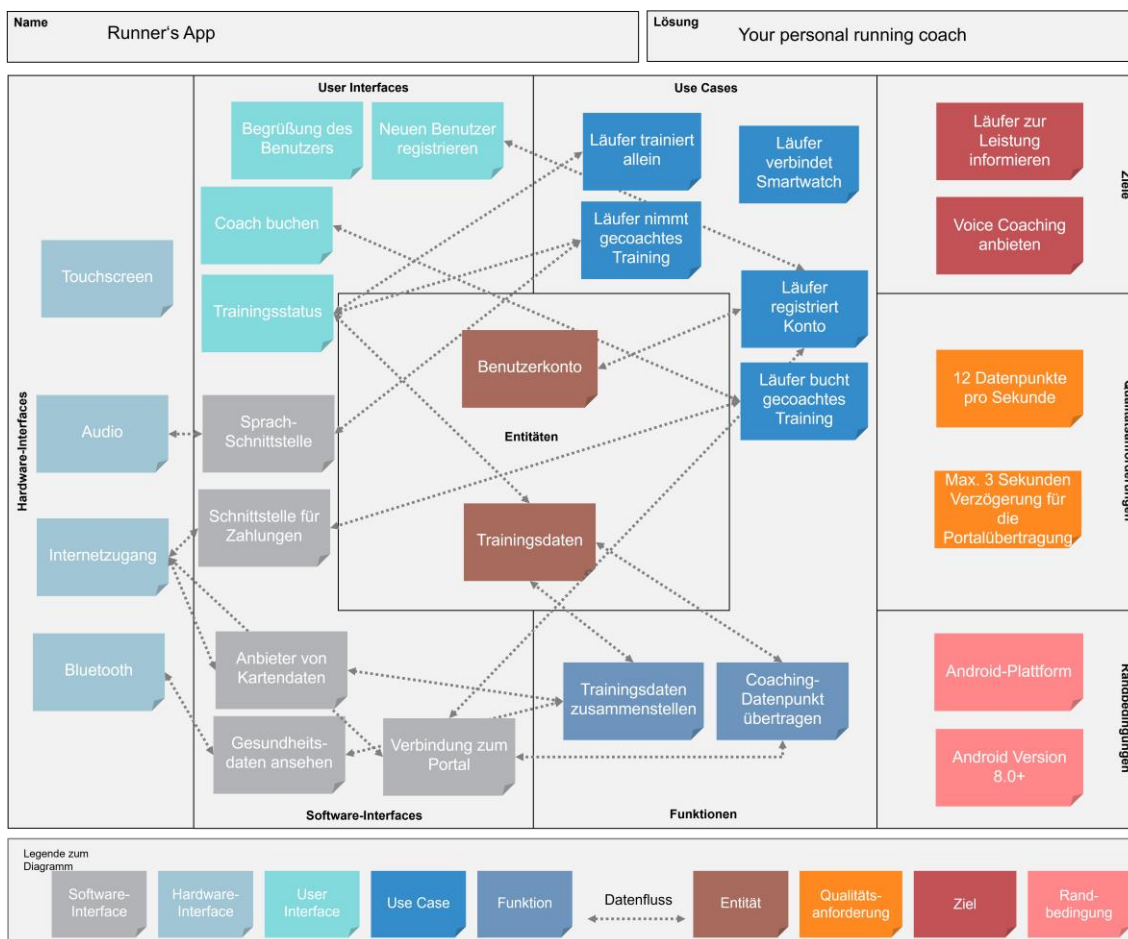 Name
Runner's App
Lösung
Your personal running coach
Hardware-Interfaces
Touchscreen
Audio
Internetzugang
Bluetooth
User Interfaces
Begrüßung des
Benutzers
Neuen Benutzer
registrieren
Coach buchen
Trainingsstatus
Use Cases
Läufer trainiert
allein
Läufer
verbindet
Smartwatch
Läufer nimmt
gecoachtes
Training
Läufer
registriert
Konto
Läufer bucht
gecoachtes
Training
Benutzerkonto
Entitäten
Trainingsdaten
Sprach-
Schnittstelle
Schnittstelle für
Zahlungen
Anbieter von
Kartendaten
Gesundheits-
daten ansehen
Verbindung zum
Portal
Software-Interfaces
Trainingsdaten
zusammenstellen
Coaching-
Datenpunkt
übertragen
Funktionen
Läufer zur
Leistung
informieren
Voice Coaching
anbieten
Ziele
12 Datenpunkte
pro Sekunde
Max. 3 Sekunden
Verzögerung für
die
Portalübertragung
Android-Plattform
Android Version
8.0+
Randbedingungen
Legende zum
Diagramm
Software-
Interface
Hardware-
Interface
User
Interface
Use Case
Funktion
Datenfluss
Entität
Qualitäts-
anforderung
Ziel
Rand-
bedingung